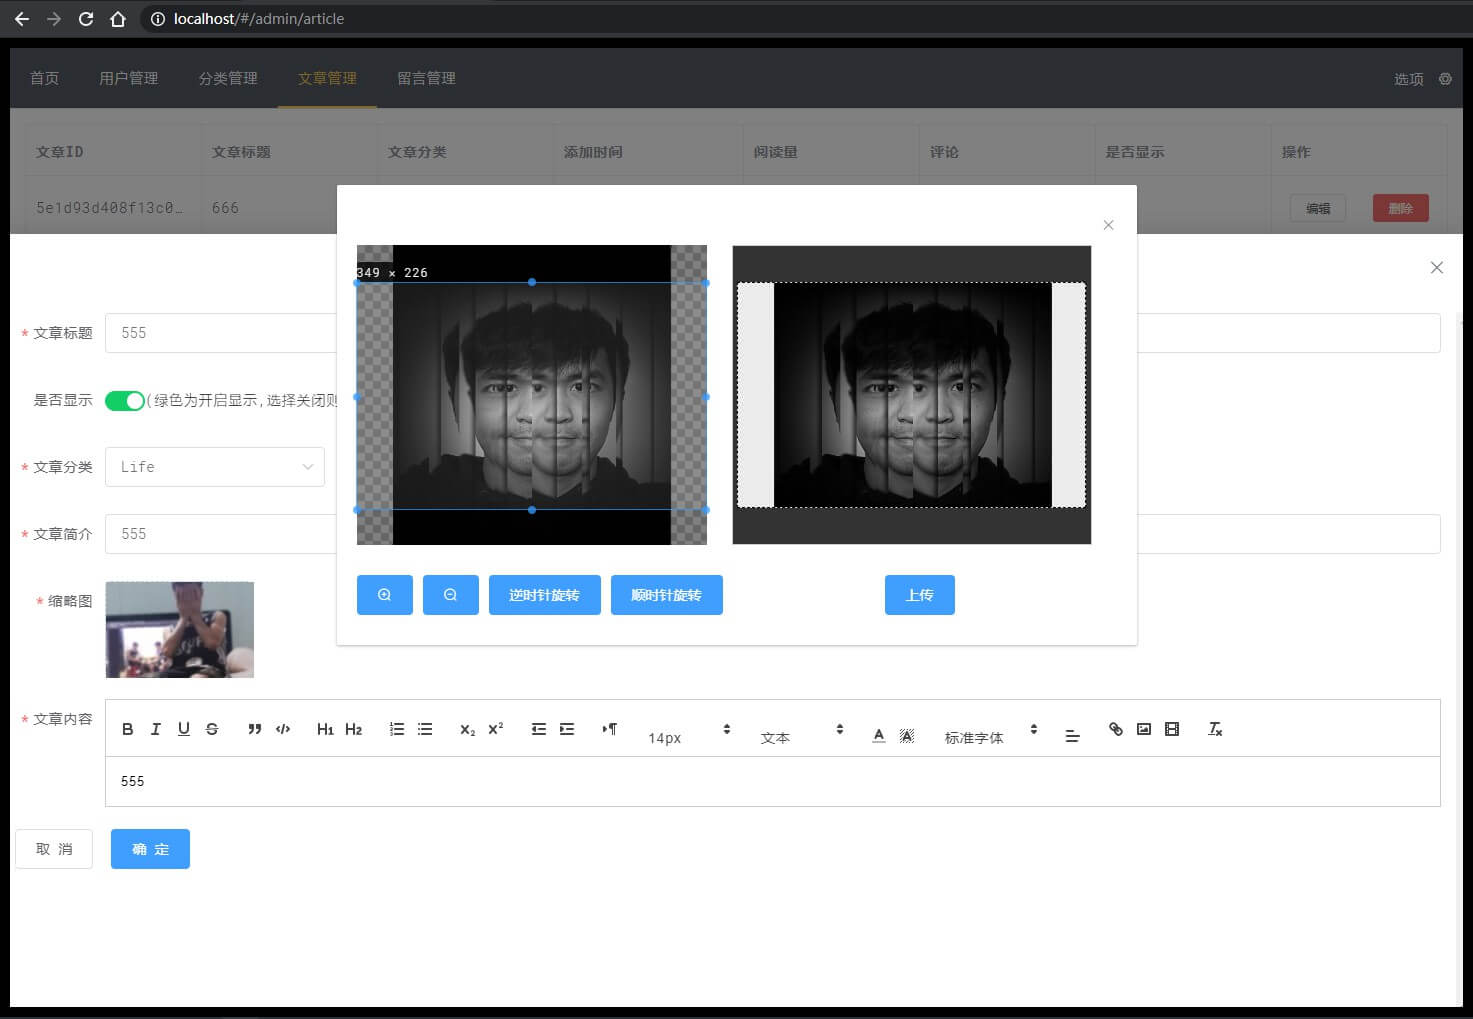 localhost/#/admin/article
首页 用户管理 分类管理 文章管理 留言管理 选项
文章ID 文章标题 文章分类 添加时间 阅读量 评论 是否显示 操作
5e1d93d408f13c0… 666 编辑 删除
349 × 226
* 文章标题 555
是否显示 (绿色为开启显示,选择关闭则
* 文章分类 Life
* 文章简介 555
逆时针旋转 顺时针旋转 上传
* 缩略图
* 文章内容
B I U S H1 H2 X2 X2 14px 文本 A A 标准字体 Tx
555
取 消 确 定